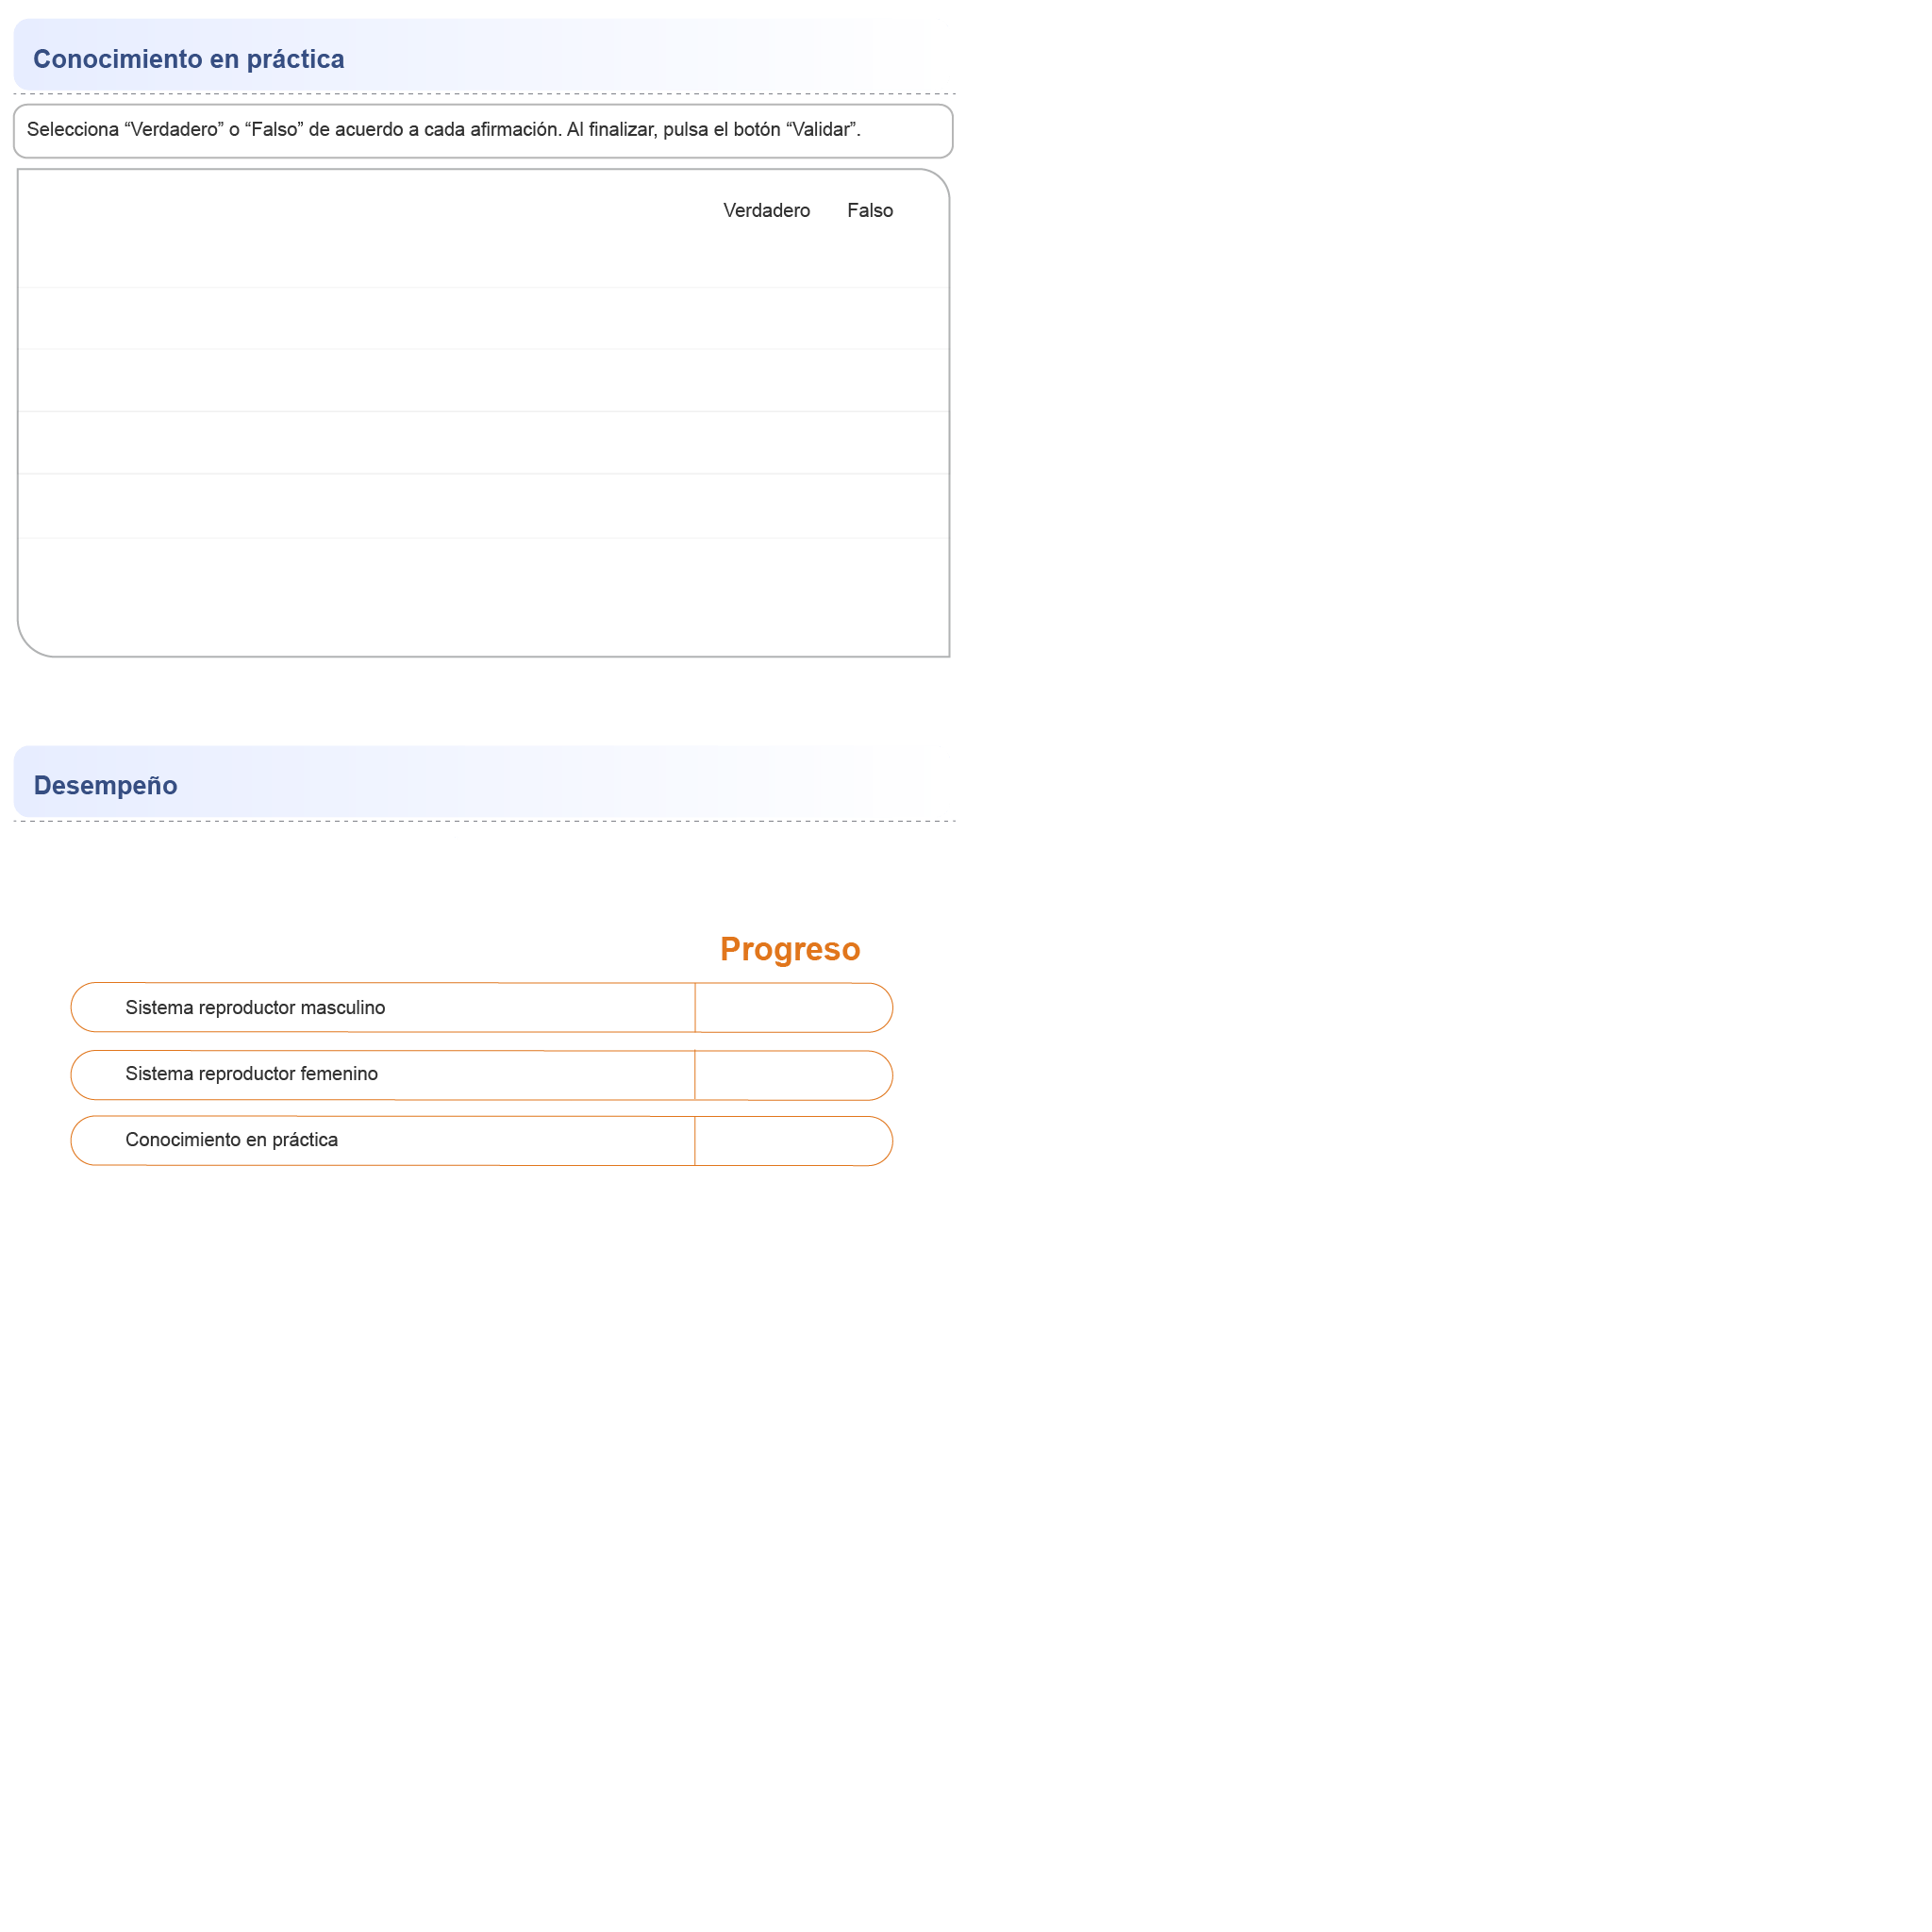 Conocimiento en práctica
Selecciona “Verdadero” o “Falso” de acuerdo a cada afirmación. Al finalizar, pulsa el botón “Validar”.
Verdadero Falso
Desempeño
Progreso
Sistema reproductor masculino
Sistema reproductor femenino
Conocimiento en práctica